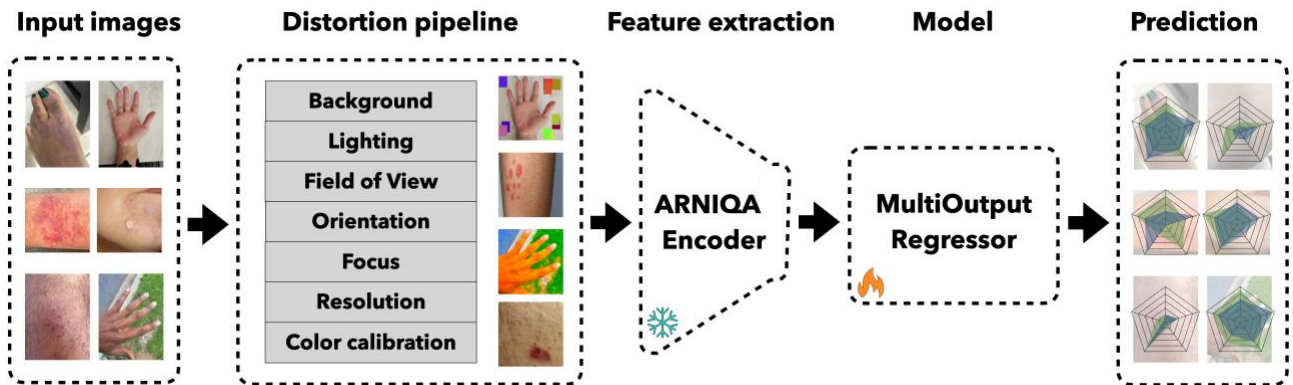 Input images
Distortion pipeline
Feature extraction
Model
Prediction
Background
Lighting
Field of View
Orientation
Focus
Resolution
Color calibration
ARNIQA
Encoder
MultiOutput
Regressor